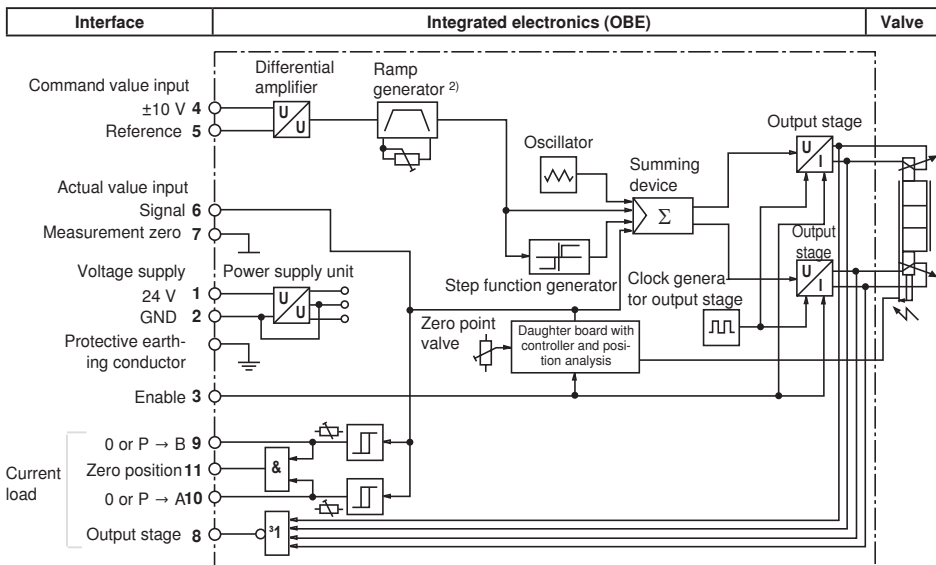 Interface
Integrated electronics (OBE)
Valve
Command value input
±10 V 4
Reference 5
Differential
amplifier
U
U
Ramp
generator 2)
Oscillator
Summing
device
Σ
Output stage
U
I
Actual value input
Signal 6
Measurement zero 7
Step function generator
Output
stage
U
I
Voltage supply
24 V 1
GND 2
Power supply unit
U
U
Clock genera-
tor output stage
Zero point
valve
Daughter board with
controller and posi-
tion analysis
Protective earth-
ing conductor
Enable 3
Current
load
0 or P → B 9
Zero position 11
&
0 or P → A10
Output stage 8
³1